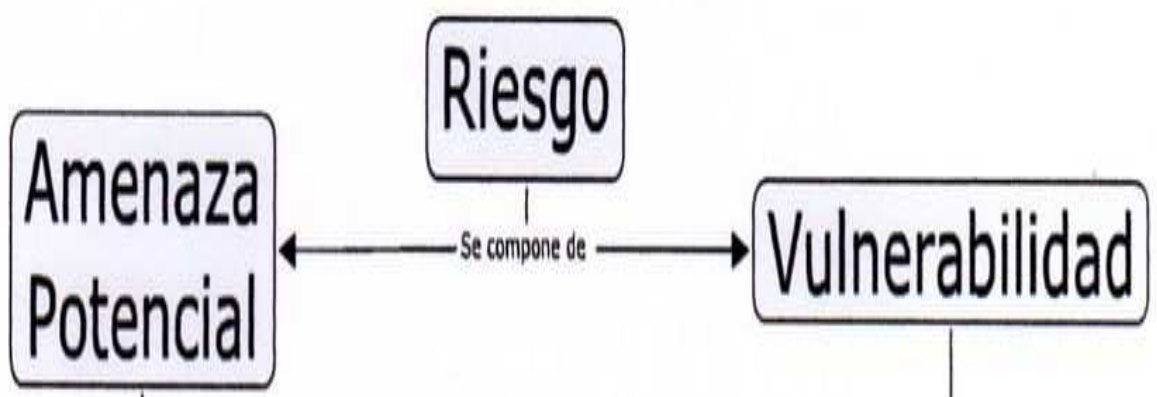 Riesgo
Amenaza
Potencial
Se compone de
Vulnerabilidad